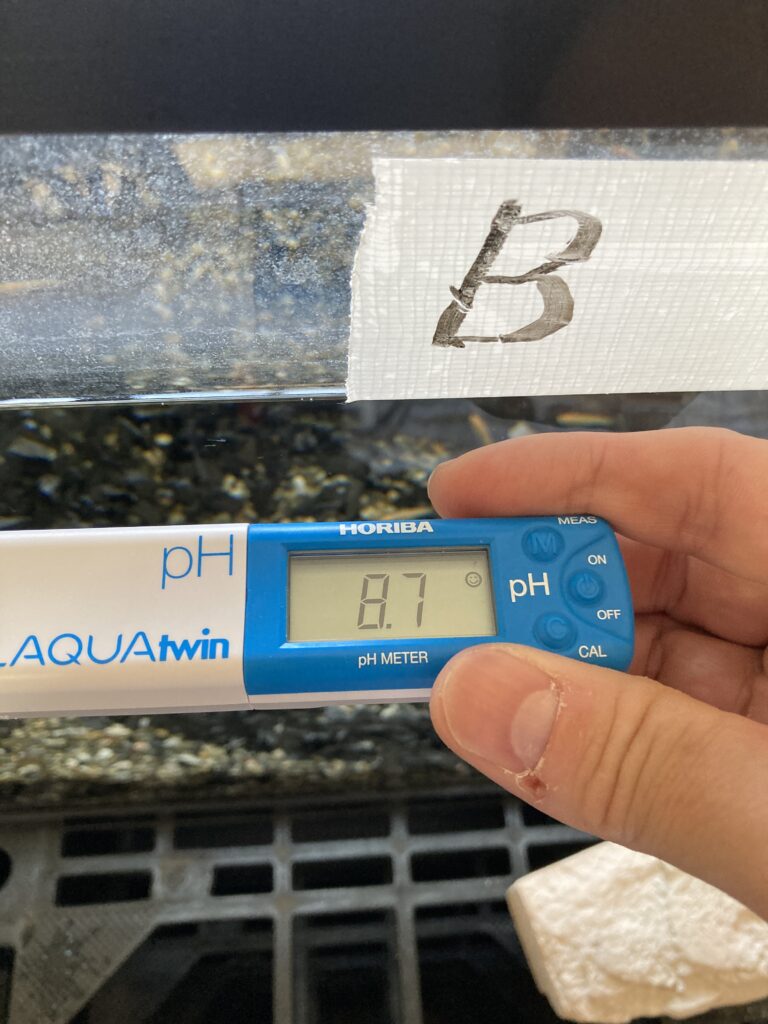 B
HORIBA
MEAS
pH
M
ON
8.7
pH
OFF
LAQUAtwin
C
CAL
pH METER